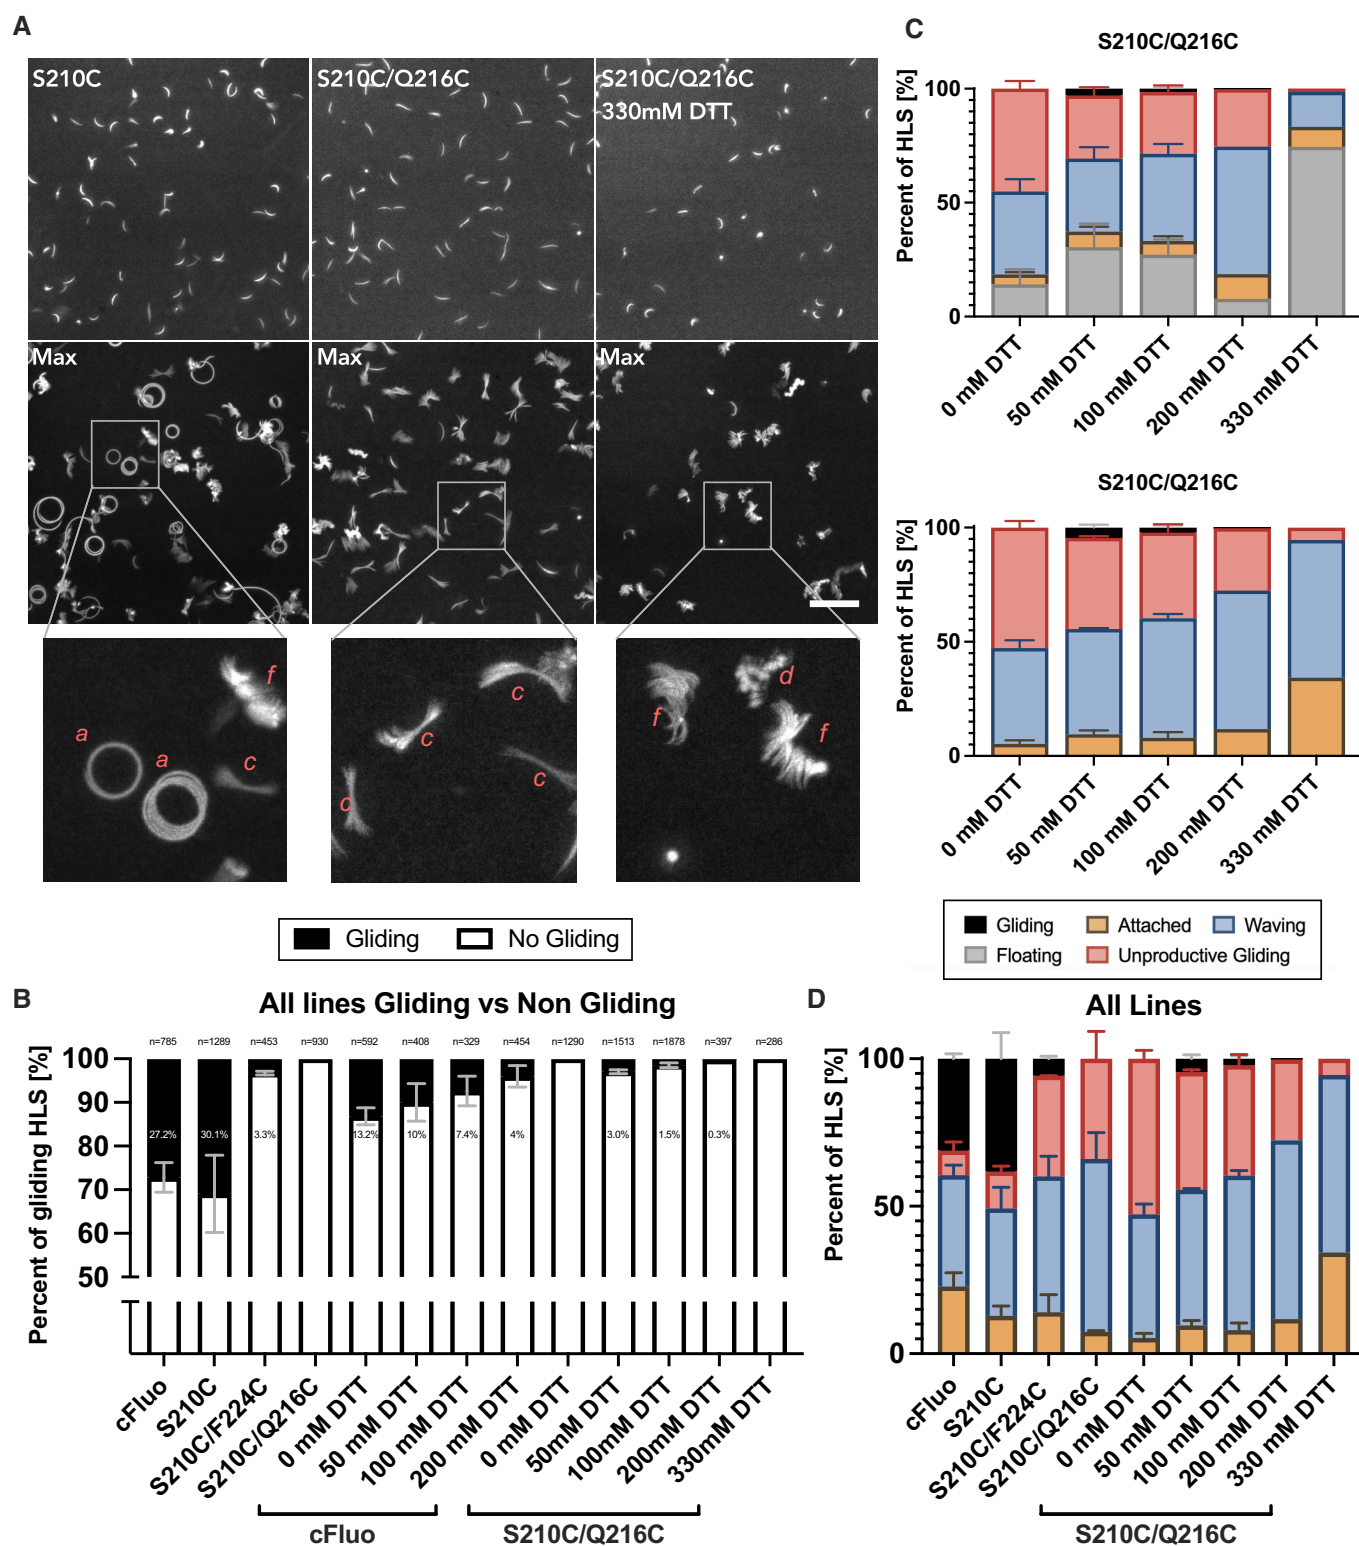 A
S210C
S210C/Q216C
S210C/Q216C
330mM DTT
Max
Max
Max
f
a
a
c
c
c
c
c
f
d
f
C
S210C/Q216C
Percent of HLS [%]
100
50
0
0 mM DTT
50 mM DTT
100 mM DTT
200 mM DTT
330 mM DTT
S210C/Q216C
Percent of HLS [%]
100
50
0
0 mM DTT
50 mM DTT
100 mM DTT
200 mM DTT
330 mM DTT
Gliding Attached Waving
Floating Unproductive Gliding
Gliding No Gliding
B
All lines Gliding vs Non Gliding
n=785 n=1289 n=453 n=930 n=592 n=408 n=329 n=454 n=1290 n=1513 n=1878 n=397 n=286
Percent of gliding HLS [%]
100
90
80
70
60
50
27.2% 30.1% 3.3% 13.2% 10% 7.4% 4% 3.0% 1.5% 0.3%
cFluo
S210C
S210C/F224C
S210C/Q216C
0 mM DTT
50 mM DTT
100 mM DTT
200 mM DTT
0 mM DTT
50mM DTT
100mM DTT
200mM DTT
330mM DTT
cFluo
S210C/Q216C
D
All Lines
Percent of HLS [%]
100
50
0
cFluo
S210C
S210C/F224C
S210C/Q216C
0 mM DTT
50 mM DTT
100 mM DTT
200 mM DTT
330 mM DTT
S210C/Q216C